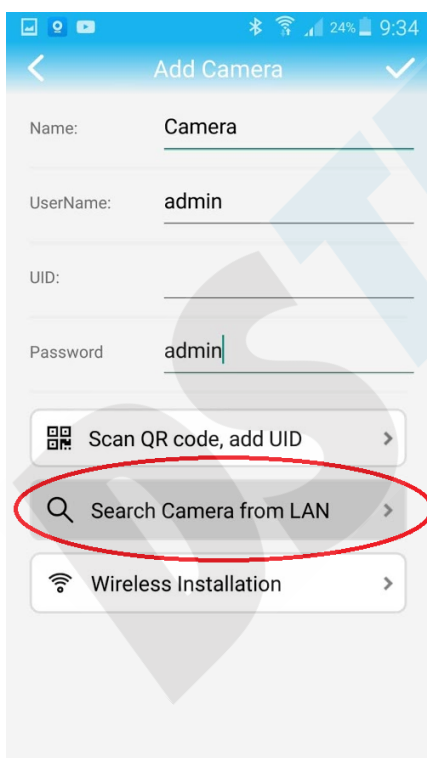 24% 9:34
Add Camera
Name: Camera
UserName: admin
UID:
Password admin
Scan QR code, add UID
Search Camera from LAN
Wireless Installation
DST